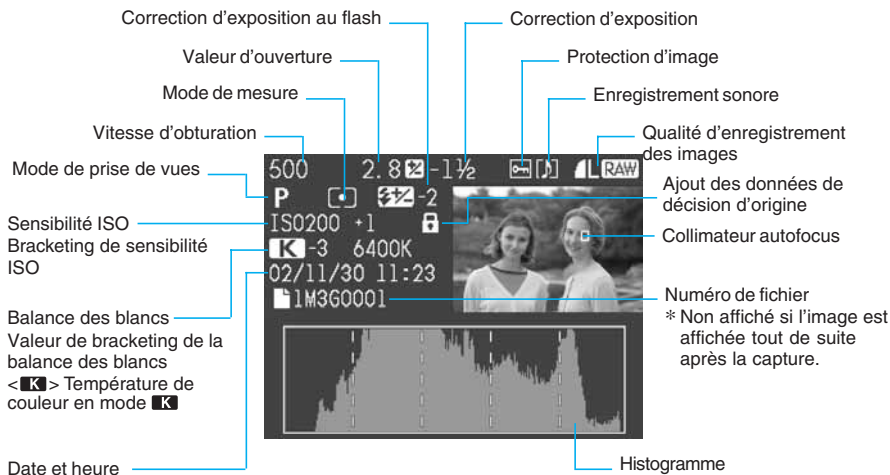 Correction d'exposition au flash
Correction d'exposition
Valeur d'ouverture
Protection d'image
Mode de mesure
Enregistrement sonore
Vitesse d'obturation
Qualité d'enregistrement
des images
Mode de prise de vues
Ajout des données de
décision d'origine
Sensibilité ISO
Bracketing de sensibilité
ISO
Collimateur autofocus
Balance des blancs
Valeur de bracketing de la
balance des blancs
<K> Température de
couleur en mode K
Numéro de fichier
* Non affiché si l'image est
affichée tout de suite
après la capture.
Date et heure
Histogramme
500 2.8 -1½ L RAW
P -2
ISO200 +1
K -3 6400K
02/11/30 11:23
1M3G0001